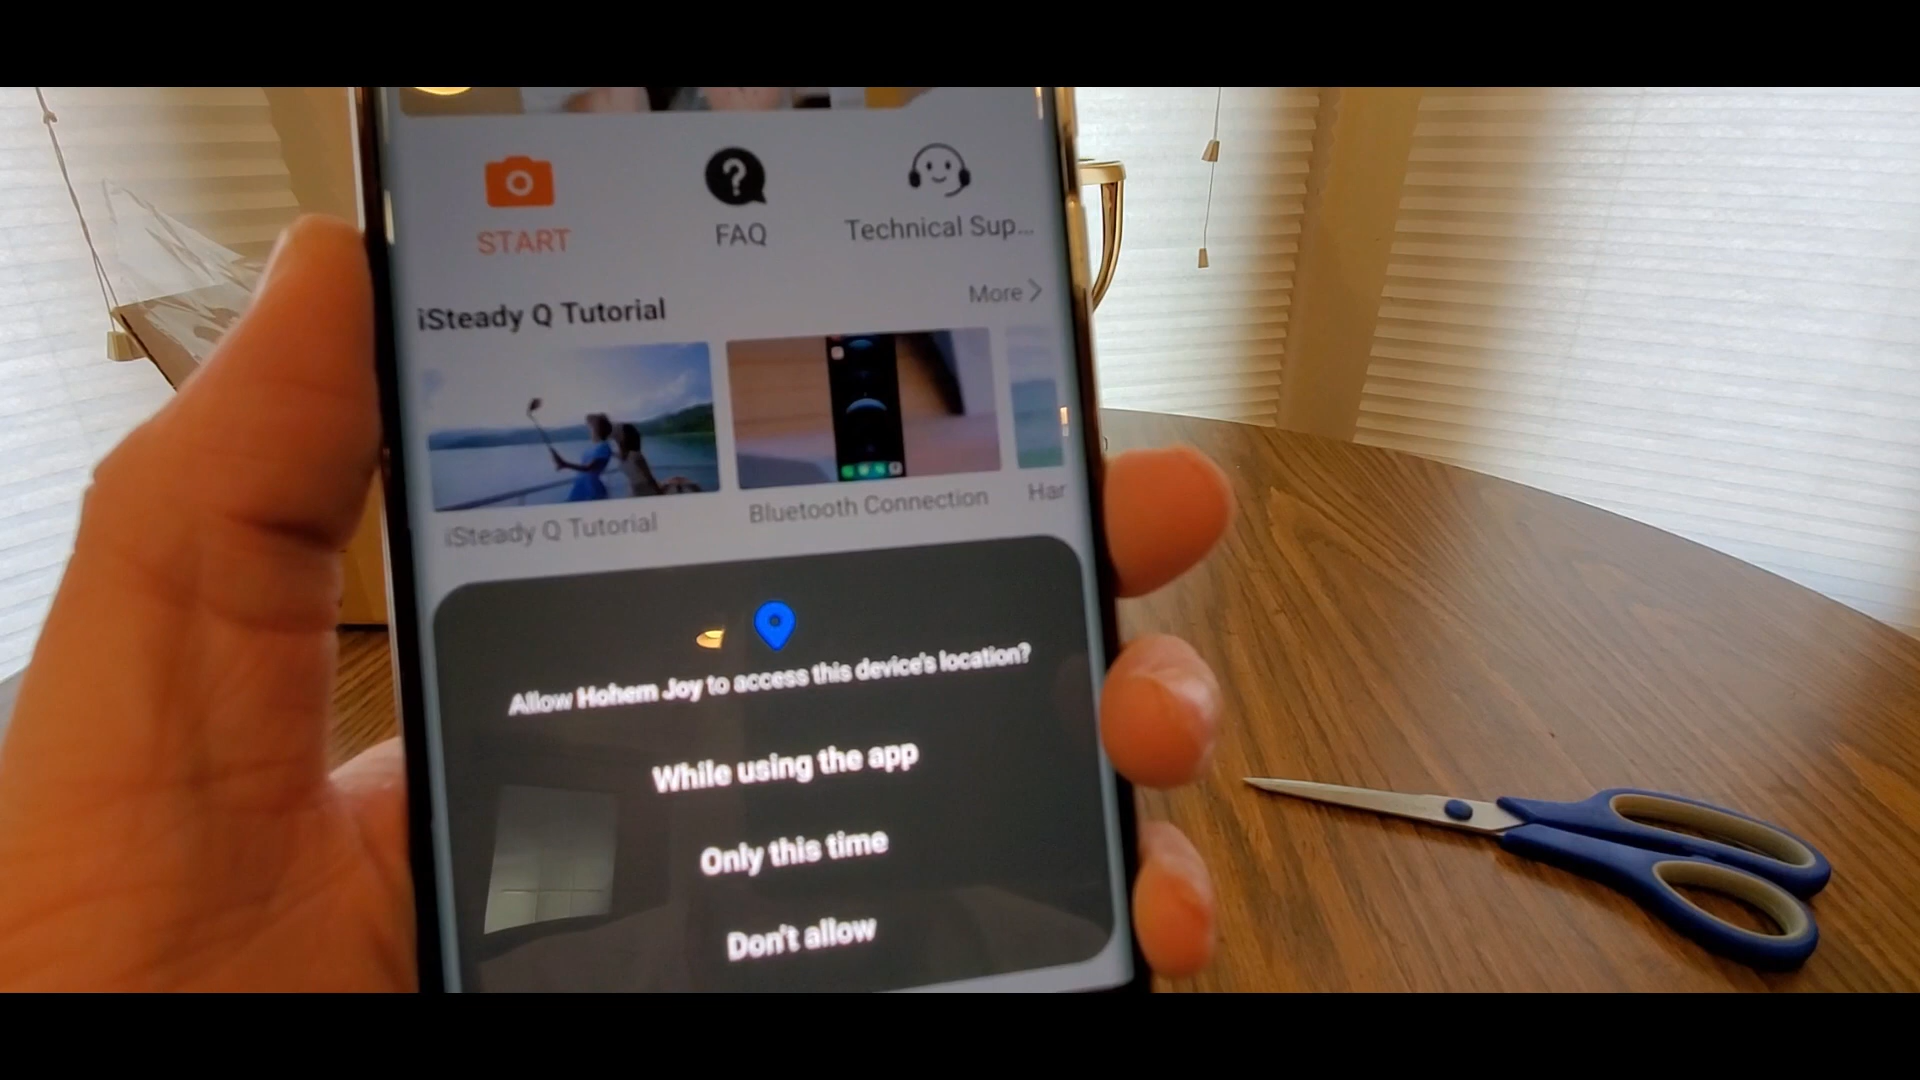 START
FAQ
Technical Sup...
iSteady Q Tutorial
More
iSteady Q Tutorial
Bluetooth Connection
Har
Allow Hohem Joy to access this device's location?
While using the app
Only this time
Don't allow